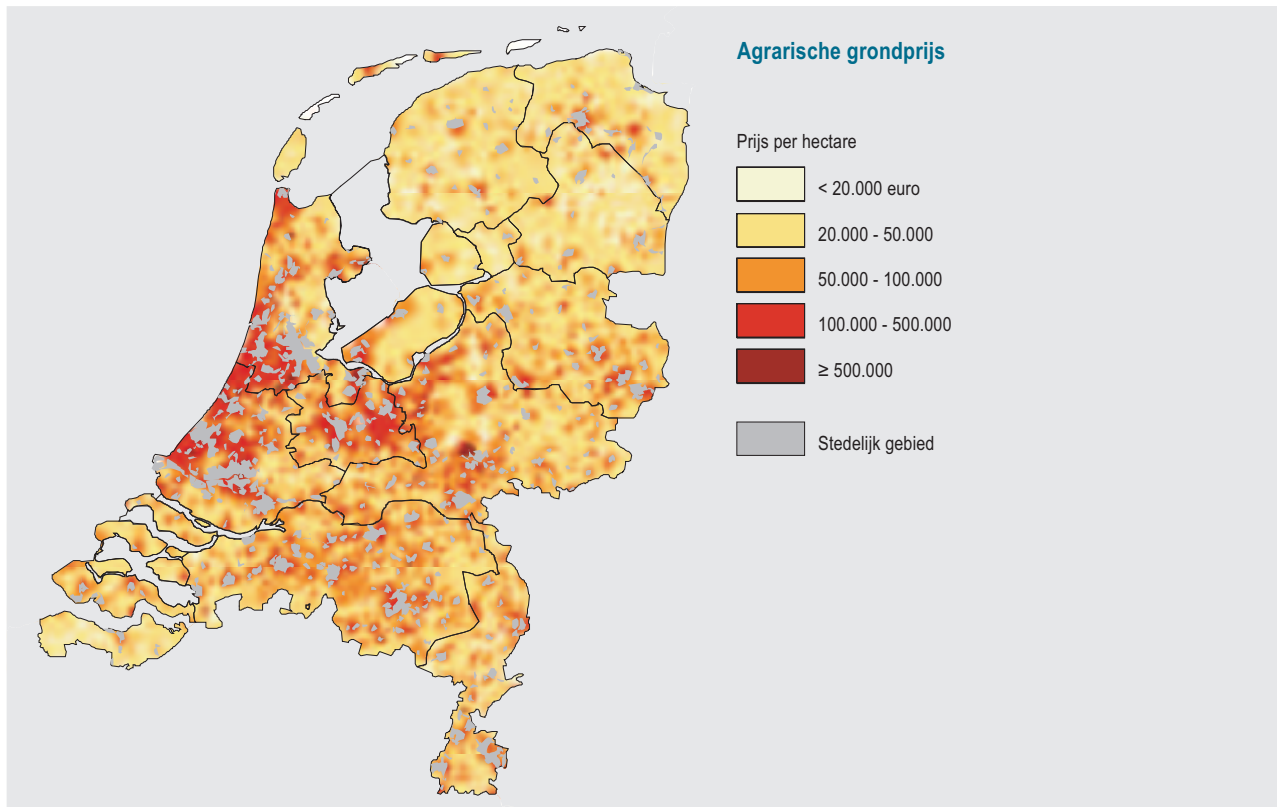 Agrarische grondprijs
Prijs per hectare
< 20.000 euro
20.000 - 50.000
50.000 - 100.000
100.000 - 500.000
≥ 500.000
Stedelijk gebied